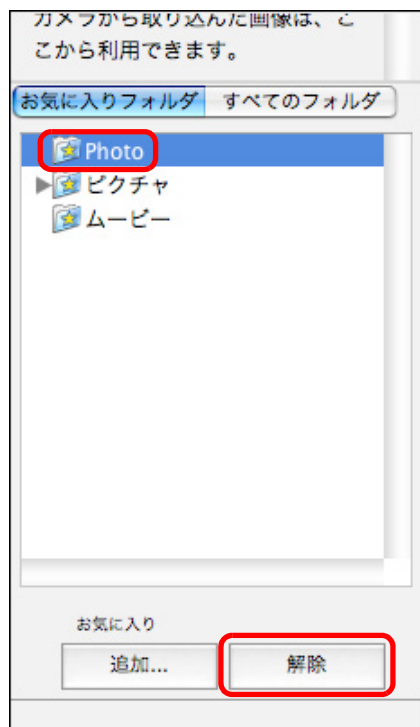 カメラから取り込んだ画像は、こ
こから利用できます。
お気に入りフォルダ すべてのフォルダ
Photo
ピクチャ
ムービー
お気に入り
追加... 解除